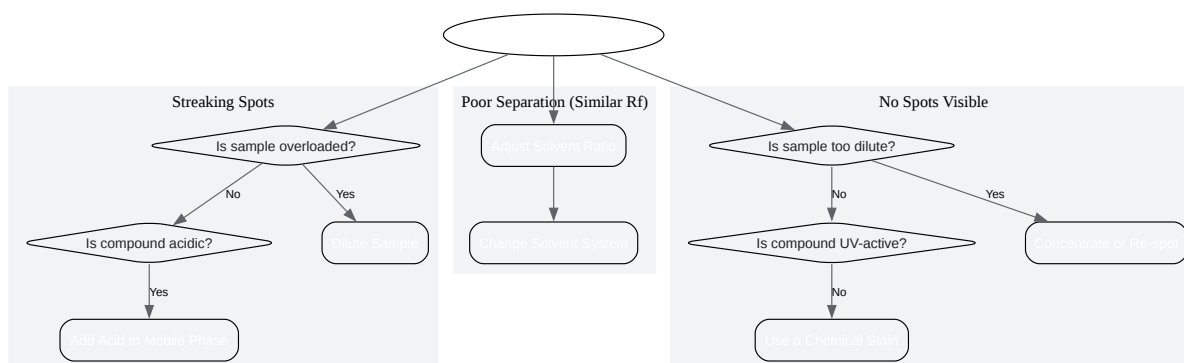 Streaking Spots
Poor Separation (Similar Rf)
No Spots Visible
Is sample overloaded?
Adjust Solvent Ratio
Is sample too dilute?
No
Yes
No
Yes
Is compound acidic?
Dilute Sample
Change Solvent System
Is compound UV-active?
Concentrate or Re-spot
Yes
No
Add Acid to Mobile Phase
Use a Chemical Stain